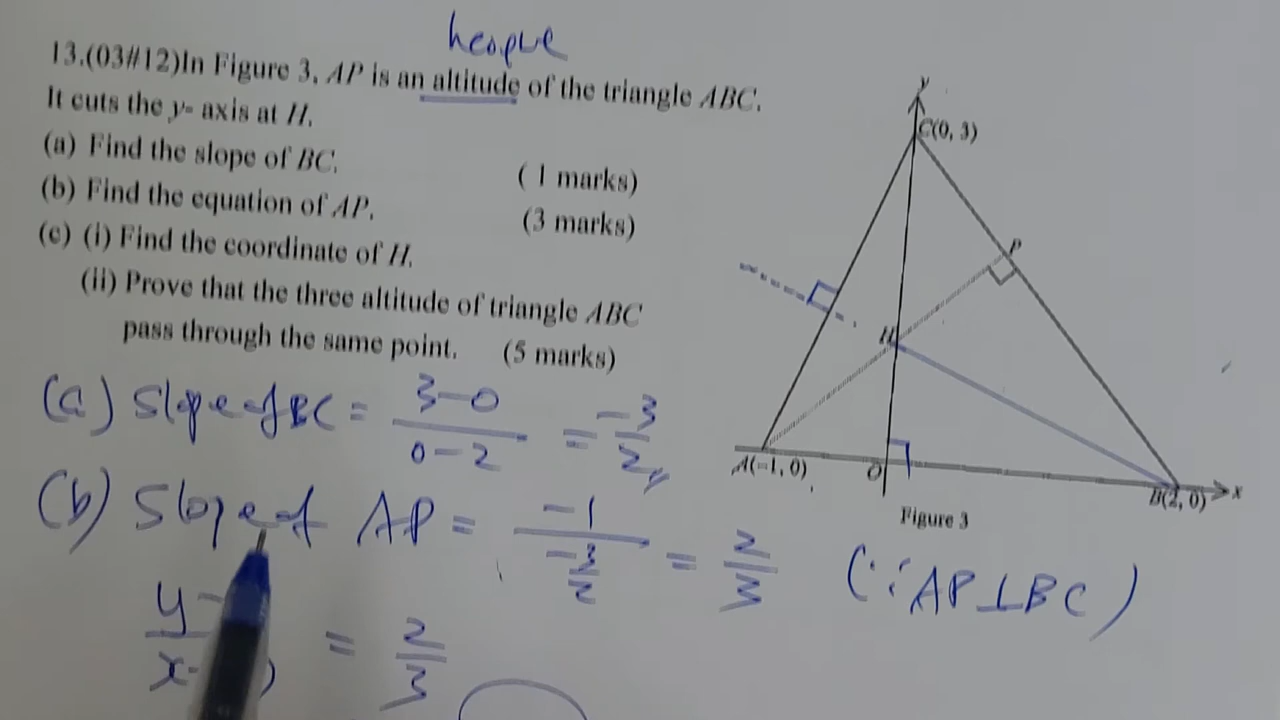 13.(03#12)In Figure 3, AP is an altitude of the triangle ABC.
It cuts the y- axis at H.
(a) Find the slope of BC. ( 1 marks)
(b) Find the equation of AP. (3 marks)
(c) (i) Find the coordinate of H.
(ii) Prove that the three altitude of triangle ABC
pass through the same point. (5 marks)
y
C(0, 3)
P
H
A(-1, 0)
O
B(2, 0)
x
Figure 3
(a) Slope of BC = 3-0 / 0-2 = -3/2
(b) Slope of AP = -1 / -3/2 = 2/3 (∵ AP⊥BC)
y- / x- = 2/3